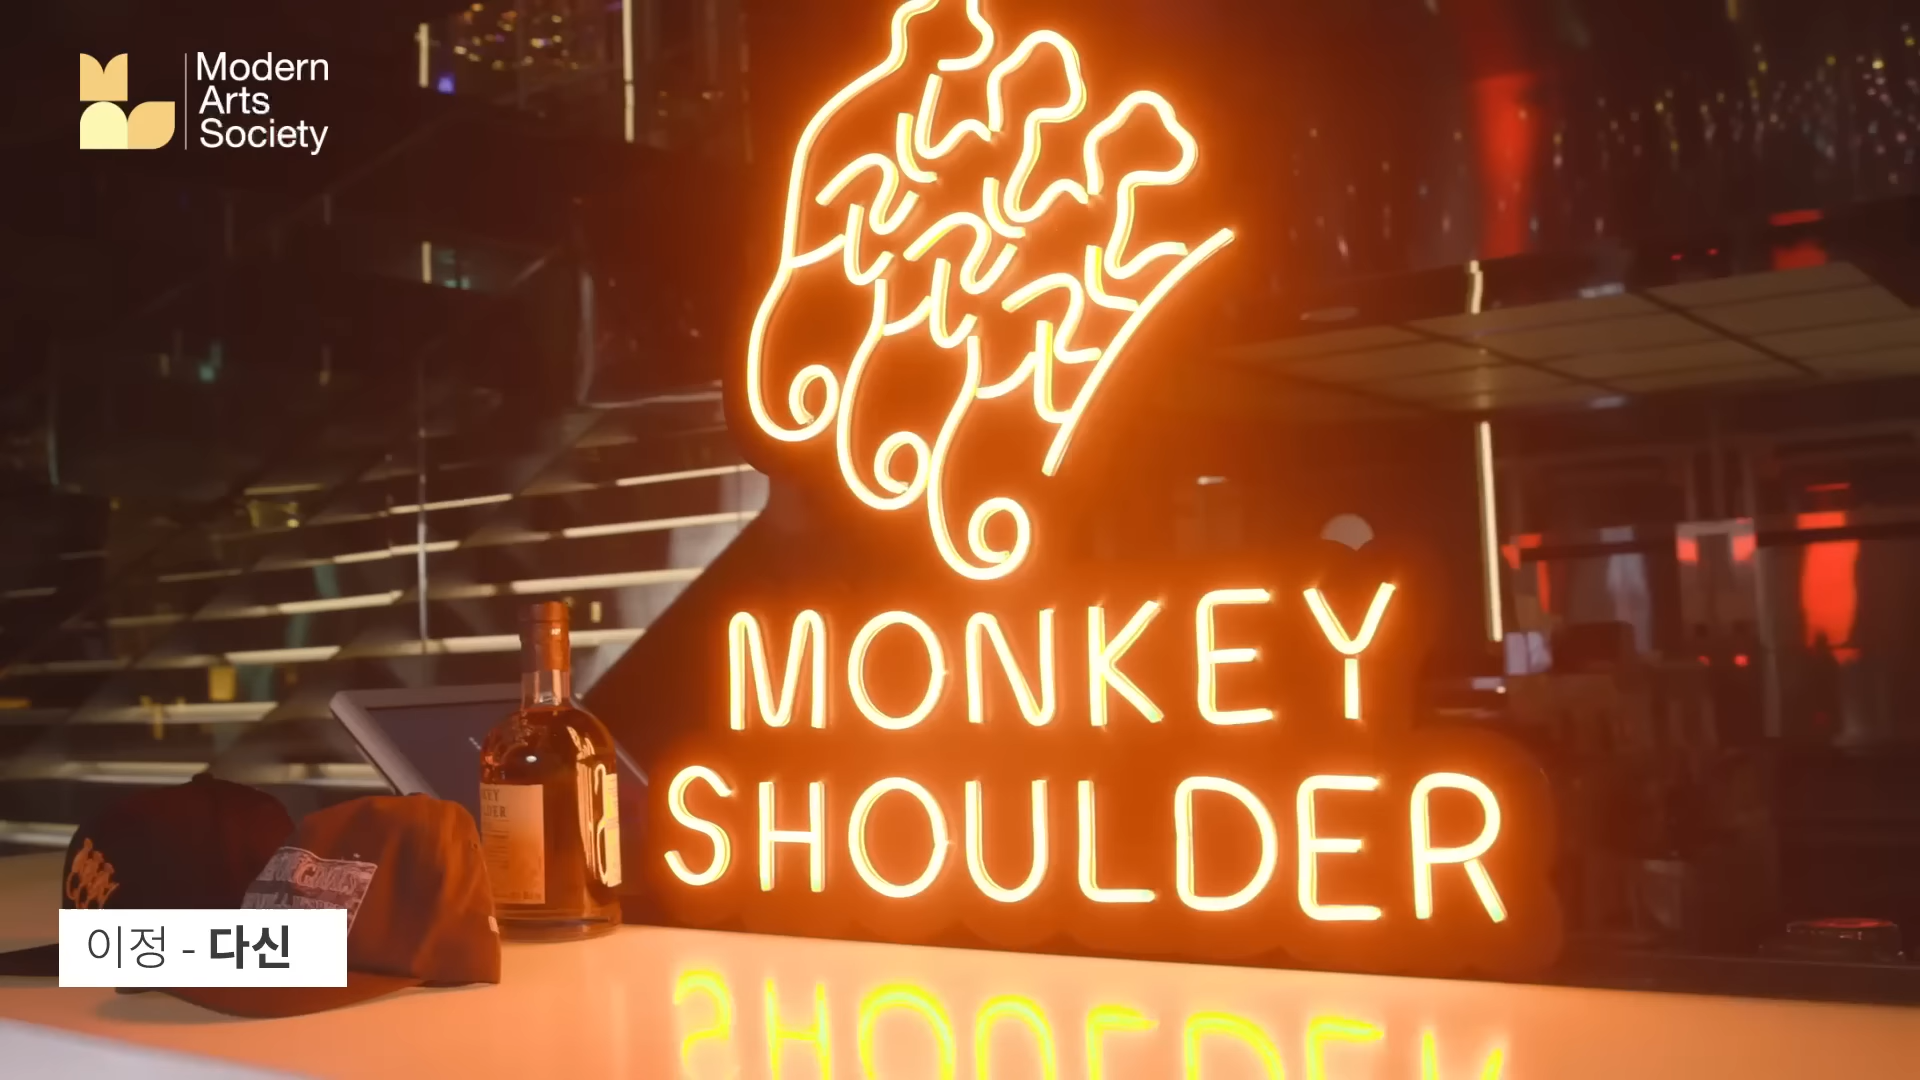 Modern
Arts
Society
MONKEY
SHOULDER
이정 - 다신